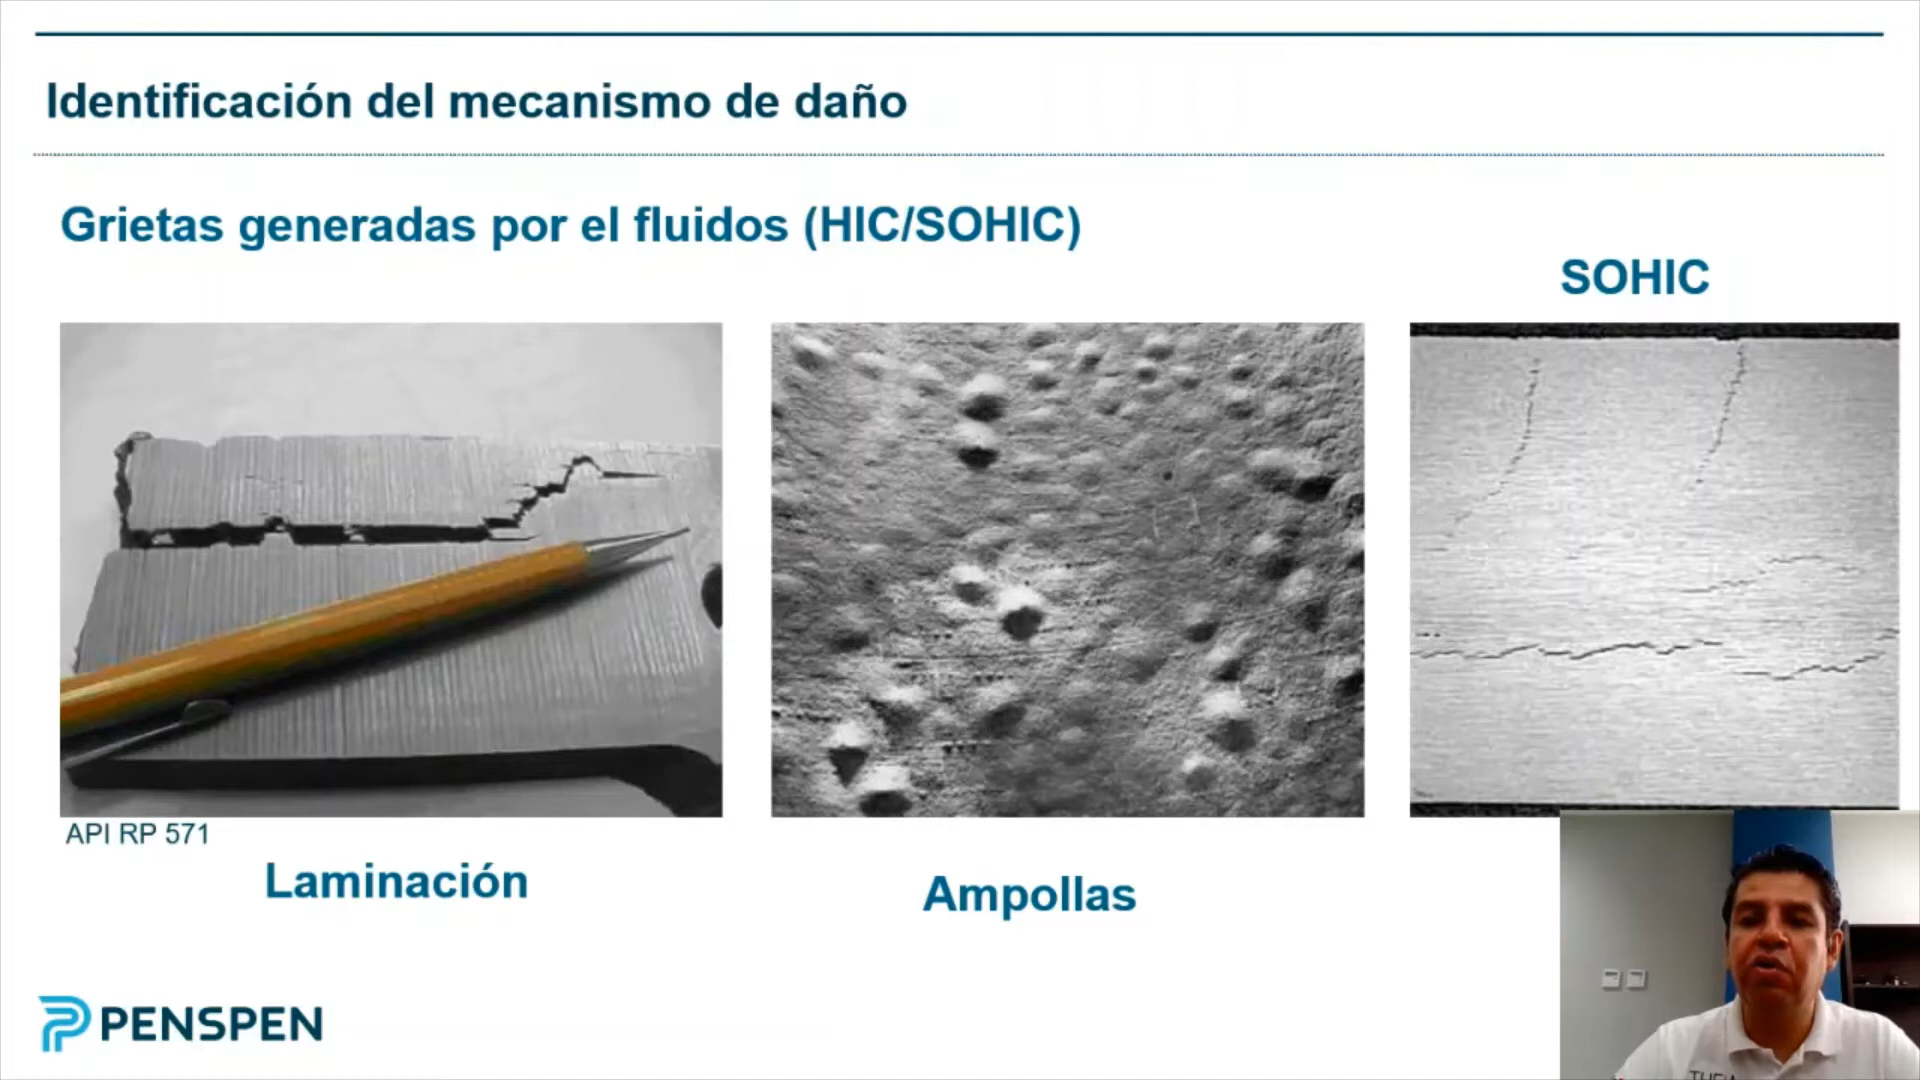 Identificación del mecanismo de daño
Grietas generadas por el fluidos (HIC/SOHIC)
SOHIC
API RP 571
Laminación
Ampollas
PENSPEN